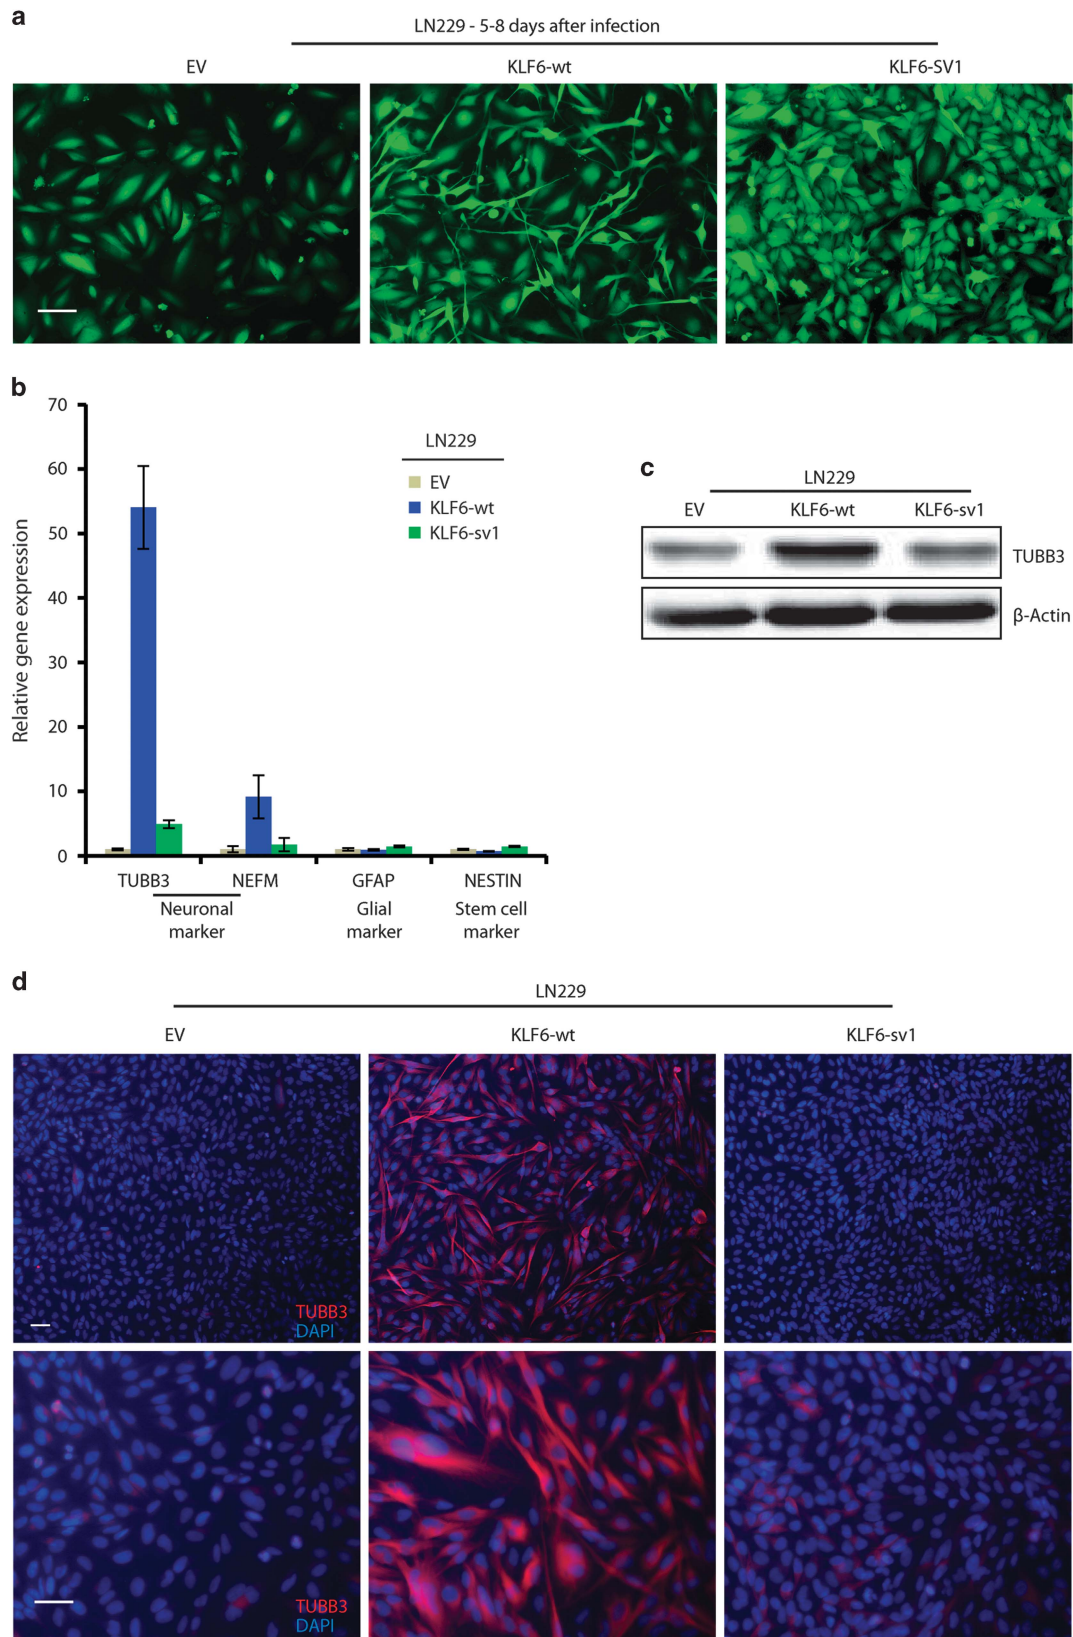 a
LN229 - 5-8 days after infection
EV
KLF6-wt
KLF6-SV1
b
70
60
50
40
30
20
10
0
Relative gene expression
LN229
EV
KLF6-wt
KLF6-sv1
TUBB3
NEFM
GFAP
NESTIN
Neuronal
marker
Glial
marker
Stem cell
marker
c
LN229
EV
KLF6-wt
KLF6-sv1
TUBB3
β-Actin
d
LN229
EV
KLF6-wt
KLF6-sv1
TUBB3
DAPI
TUBB3
DAPI